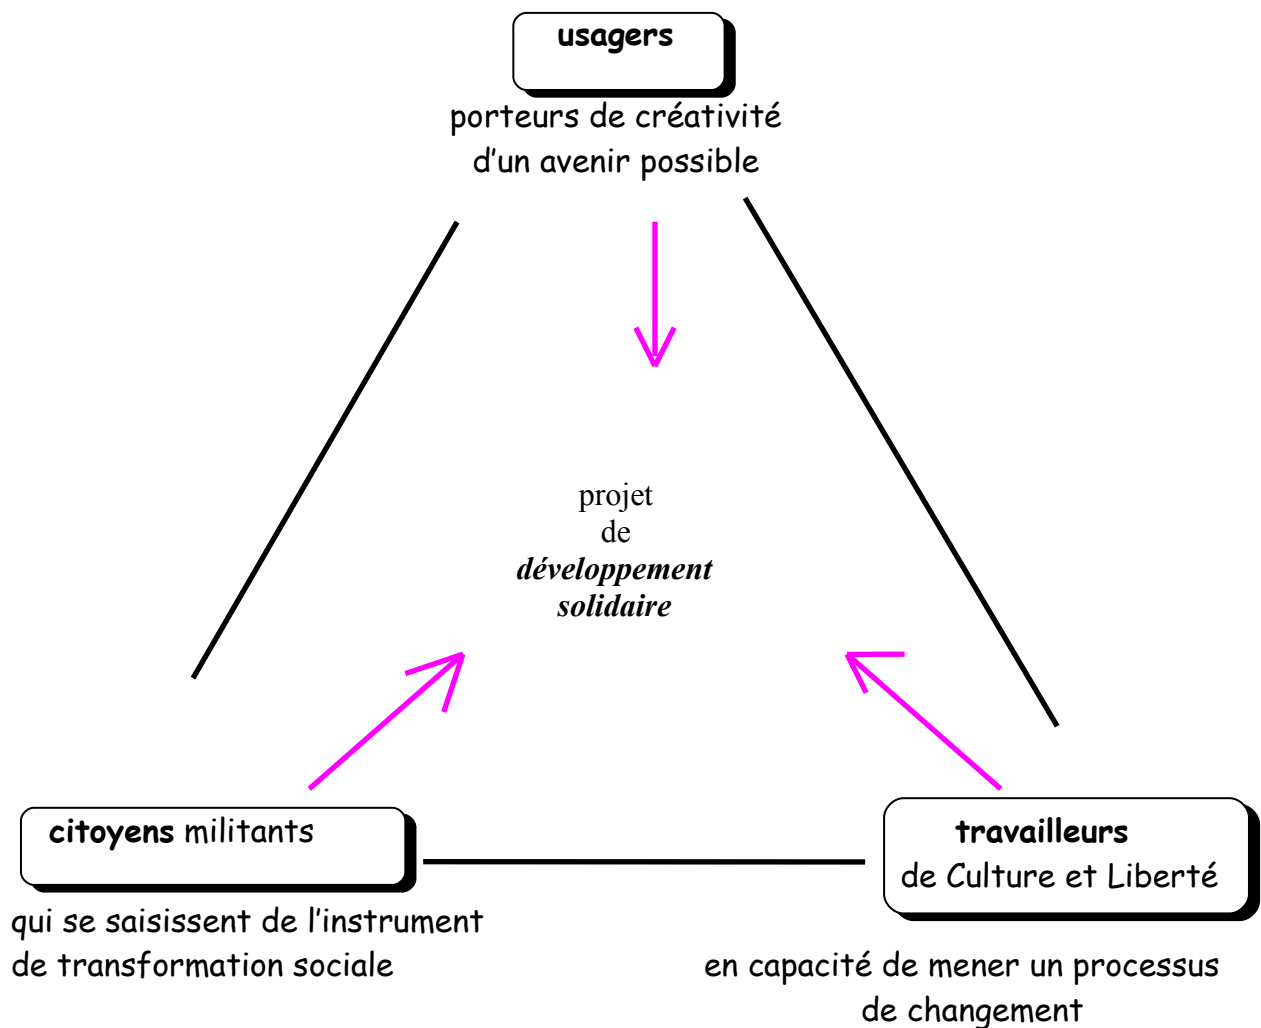 usagers
porteurs de créativité
d'un avenir possible
projet
de
développement
solidaire
citoyens militants
qui se saisissent de l'instrument
de transformation sociale
travailleurs
de Culture et Liberté
en capacité de mener un processus
de changement